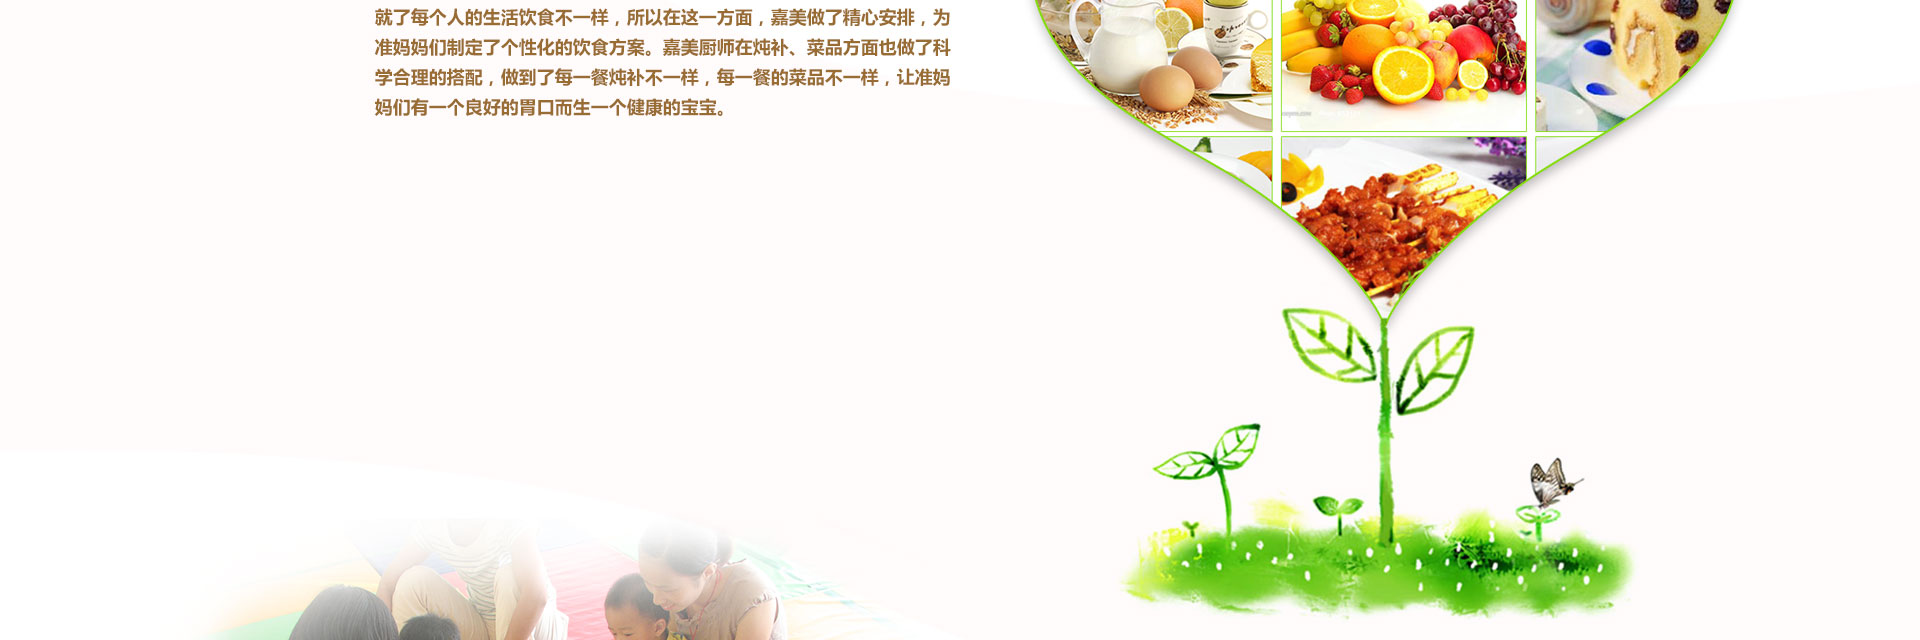 就了每个人的生活饮食不一样，所以在这一方面，嘉美做了精心安排，为
准妈妈们制定了个性化的饮食方案。嘉美厨师在炖补、菜品方面也做了科
学合理的搭配，做到了每一餐炖补不一样，每一餐的菜品不一样，让准妈
妈们有一个良好的胃口而生一个健康的宝宝。